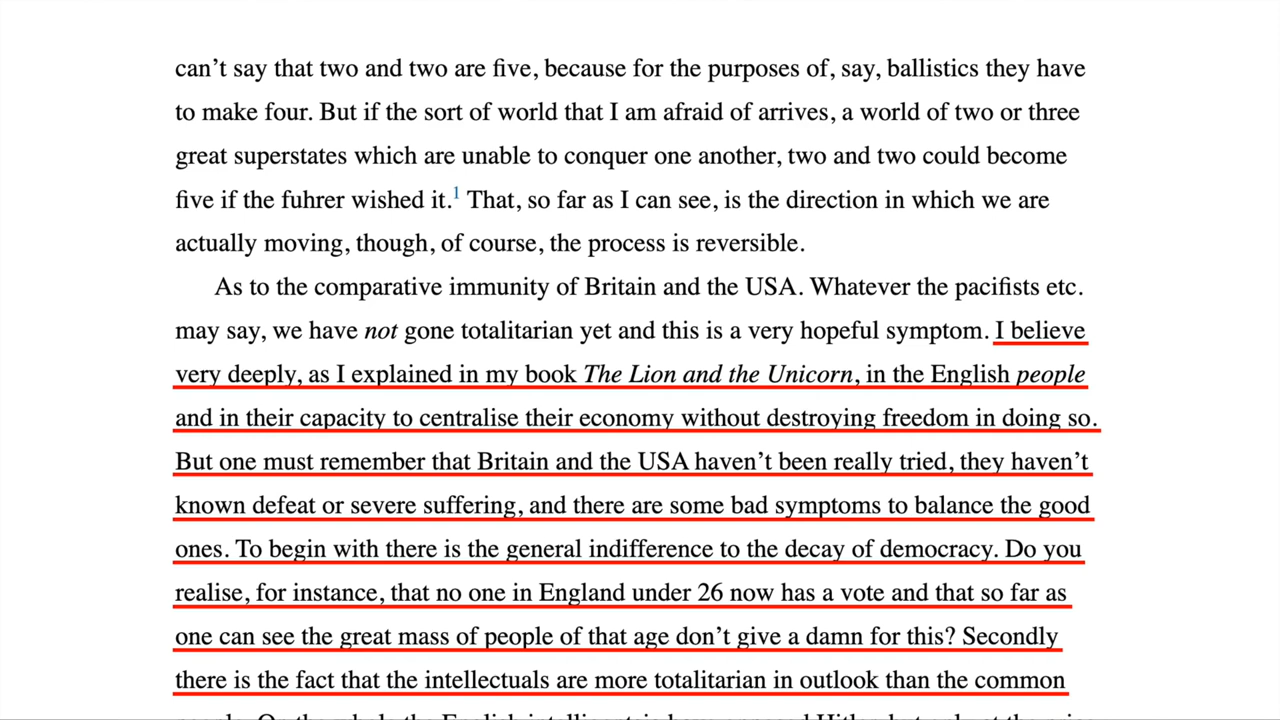 can’t say that two and two are five, because for the purposes of, say, ballistics they have
to make four. But if the sort of world that I am afraid of arrives, a world of two or three
great superstates which are unable to conquer one another, two and two could become
five if the fuhrer wished it.1 That, so far as I can see, is the direction in which we are
actually moving, though, of course, the process is reversible.
As to the comparative immunity of Britain and the USA. Whatever the pacifists etc.
may say, we have not gone totalitarian yet and this is a very hopeful symptom. I believe
very deeply, as I explained in my book The Lion and the Unicorn, in the English people
and in their capacity to centralise their economy without destroying freedom in doing so.
But one must remember that Britain and the USA haven’t been really tried, they haven’t
known defeat or severe suffering, and there are some bad symptoms to balance the good
ones. To begin with there is the general indifference to the decay of democracy. Do you
realise, for instance, that no one in England under 26 now has a vote and that so far as
one can see the great mass of people of that age don’t give a damn for this? Secondly
there is the fact that the intellectuals are more totalitarian in outlook than the common